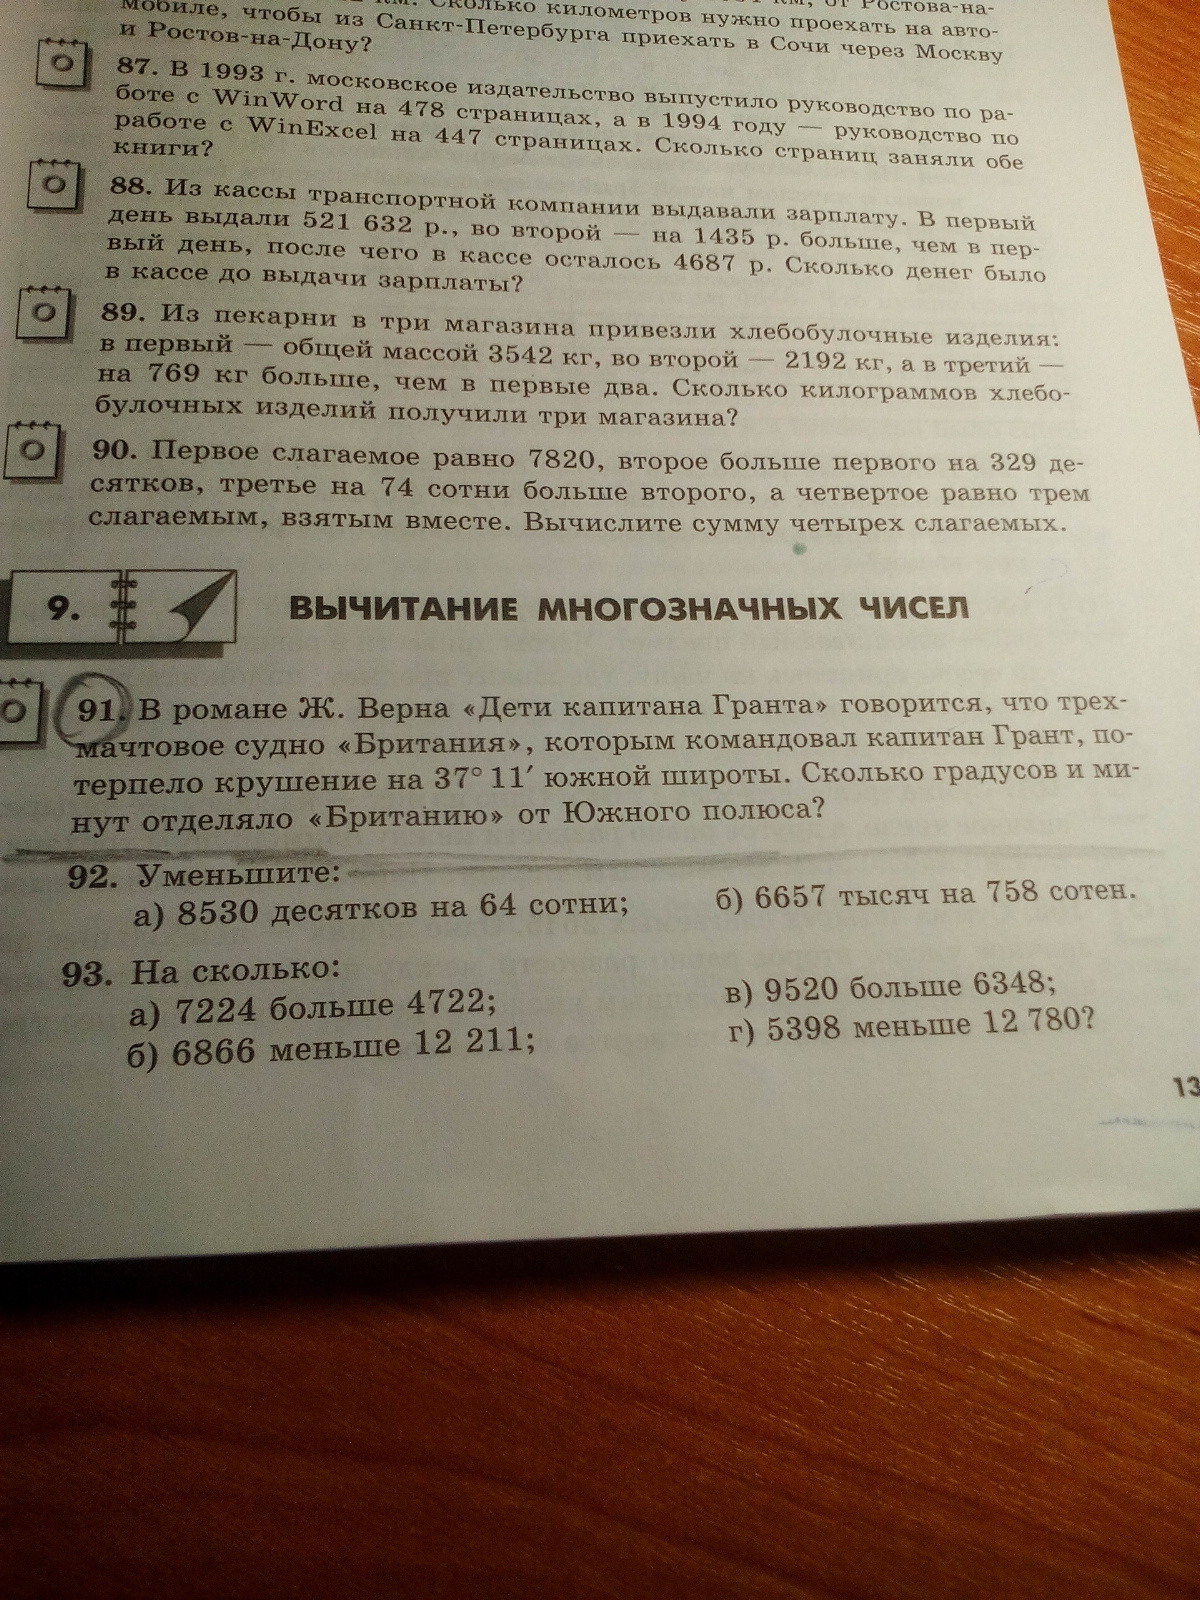 км. Сколько километров нужно проехать на авто-
от Ростова-на-
мобиле, чтобы из Санкт-Петербурга приехать в Сочи через Москву
и Ростов-на-Дону?
87. В 1993 г. московское издательство выпустило руководство по ра-
боте с WinWord на 478 страницах, а в 1994 году — руководство по
работе с WinExcel на 447 страницах. Сколько страниц заняли обе
книги?
88. Из кассы транспортной компании выдавали зарплату. В первый
день выдали 521 632 р., во второй — на 1435 р. больше, чем в пер-
вый день, после чего в кассе осталось 4687 р. Сколько денег было
в кассе до выдачи зарплаты?
89. Из пекарни в три магазина привезли хлебобулочные изделия:
в первый — общей массой 3542 кг, во второй — 2192 кг, а в третий —
на 769 кг больше, чем в первые два. Сколько килограммов хлебо-
булочных изделий получили три магазина?
90. Первое слагаемое равно 7820, второе больше первого на 329 де-
сятков, третье на 74 сотни больше второго, а четвертое равно трем
слагаемым, взятым вместе. Вычислите сумму четырех слагаемых.
9. ВЫЧИТАНИЕ МНОГОЗНАЧНЫХ ЧИСЕЛ
91. В романе Ж. Верна «Дети капитана Гранта» говорится, что трех-
мачтовое судно «Британия», которым командовал капитан Грант, по-
терпело крушение на 37° 11′ южной широты. Сколько градусов и ми-
нут отделяло «Британию» от Южного полюса?
92. Уменьшите:
а) 8530 десятков на 64 сотни; б) 6657 тысяч на 758 сотен.
93. На сколько:
а) 7224 больше 4722; в) 9520 больше 6348;
б) 6866 меньше 12 211; г) 5398 меньше 12 780?
13